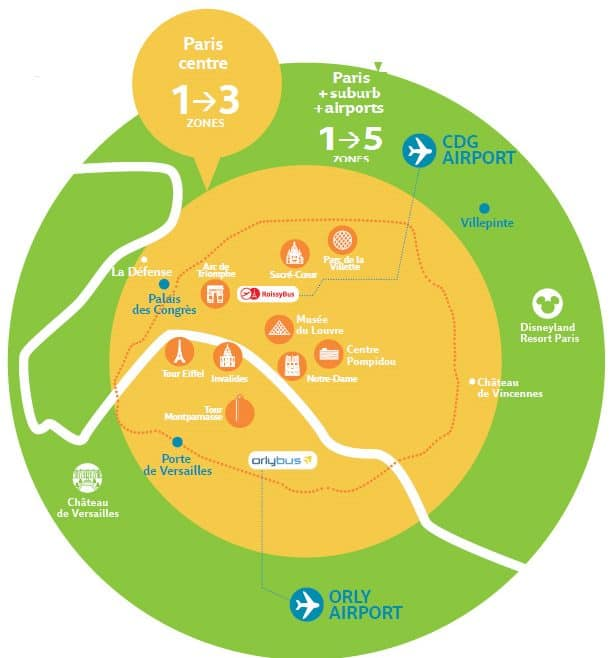 Paris
centre
1→3
ZONES
Paris
+suburb
+airports
1→5
ZONES
CDG
AIRPORT
Villepinte
La Défense
Palais
des Congrès
Arc de
Triomphe
Sacré-Cœur
Parc de la
Villette
RoissyBus
Musée
du Louvre
Centre
Pompidou
Disneyland
Resort Paris
Tour Eiffel
Invalides
Notre-Dame
Château
de Vincennes
Tour
Montparnasse
Porte
de Versailles
orlybus
Château
de Versailles
ORLY
AIRPORT